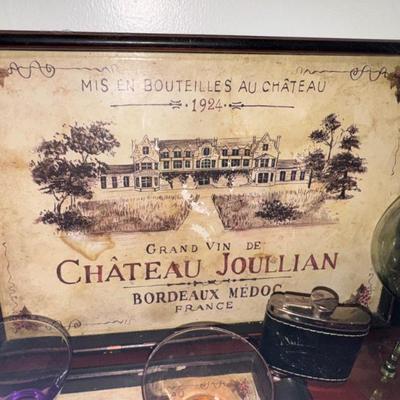 MIS EN BOUTEILLES AU CHÂTEAU
1924
GRAND VIN DE
CHÂTEAU JOULLIAN
BORDEAUX MÉDOC
FRANCE